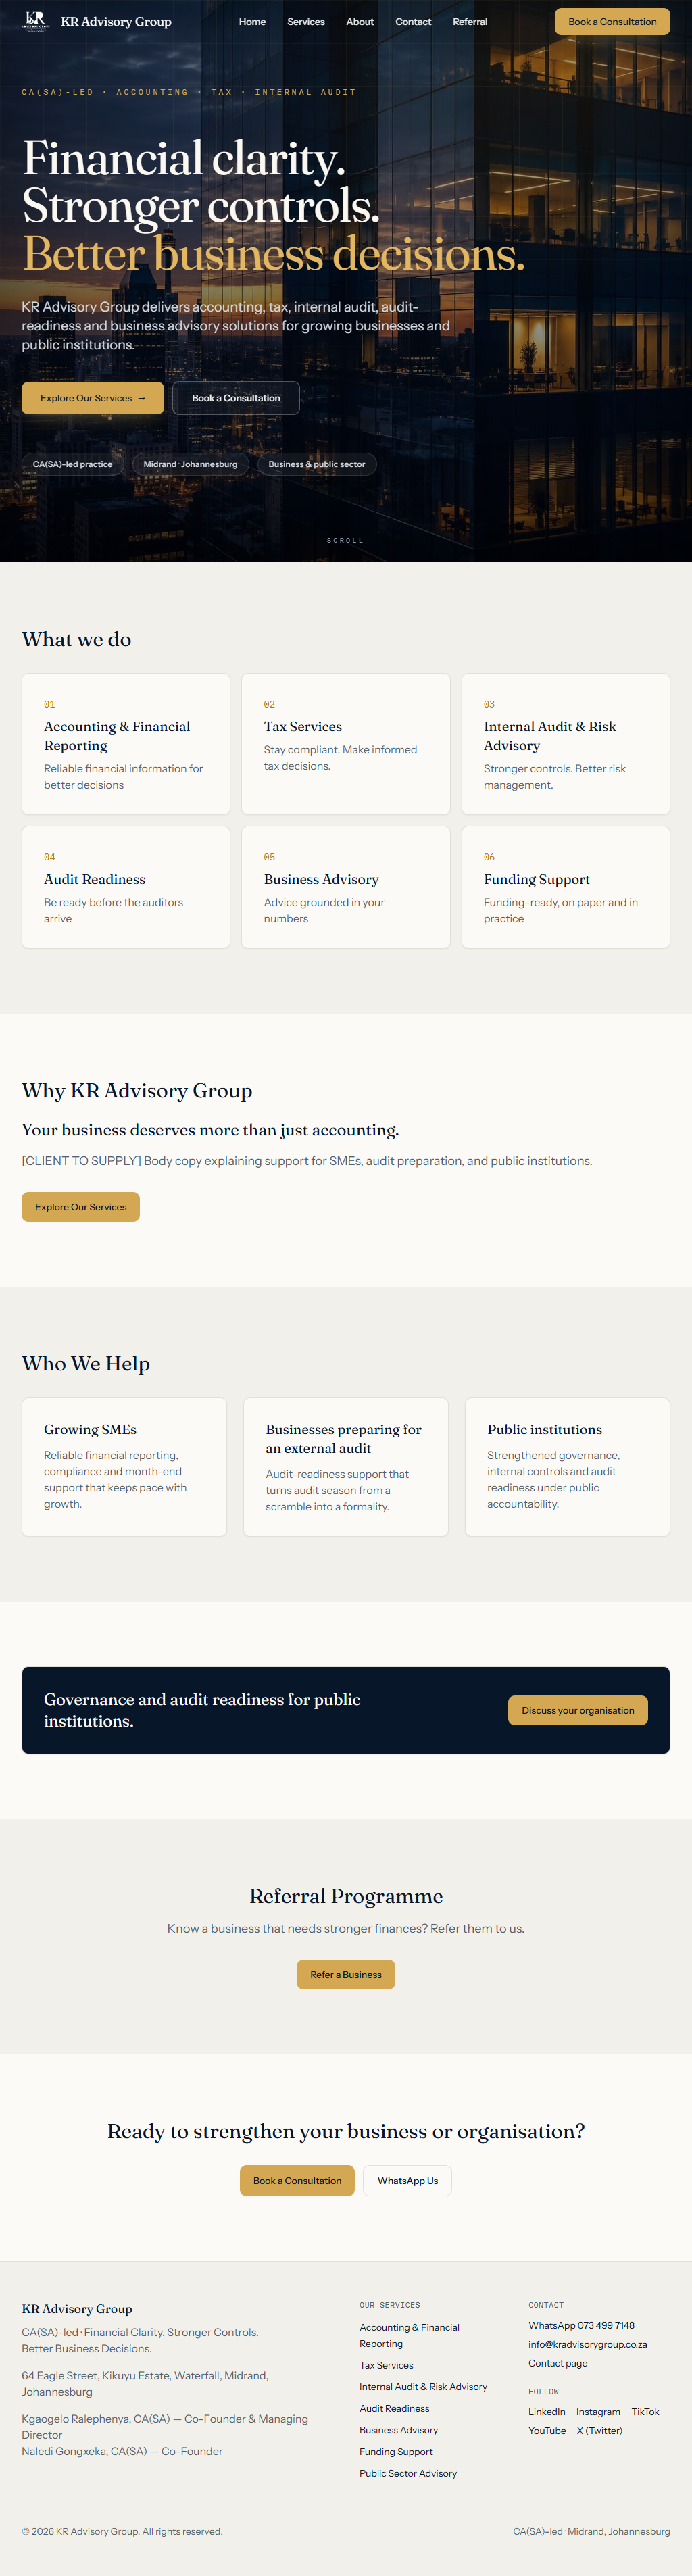 KR
KR Advisory Group
Home
Services
About
Contact
Referral
Book a Consultation
CA(SA)-LED · ACCOUNTING · TAX · INTERNAL AUDIT
Financial clarity.
Stronger controls.
Better business decisions.
KR Advisory Group delivers accounting, tax, internal audit, audit-
readiness and business advisory solutions for growing businesses and
public institutions.
Explore Our Services →
Book a Consultation
CA(SA)-led practice
Midrand · Johannesburg
Business & public sector
SCROLL
What we do
01
Accounting & Financial
Reporting
Reliable financial information for
better decisions
02
Tax Services
Stay compliant. Make informed
tax decisions.
03
Internal Audit & Risk
Advisory
Stronger controls. Better risk
management.
04
Audit Readiness
Be ready before the auditors
arrive
05
Business Advisory
Advice grounded in your
numbers
06
Funding Support
Funding-ready, on paper and in
practice
Why KR Advisory Group
Your business deserves more than just accounting.
[CLIENT TO SUPPLY] Body copy explaining support for SMEs, audit preparation, and public institutions.
Explore Our Services
Who We Help
Growing SMEs
Reliable financial reporting,
compliance and month-end
support that keeps pace with
growth.
Businesses preparing for
an external audit
Audit-readiness support that
turns audit season from a
scramble into a formality.
Public institutions
Strengthened governance,
internal controls and audit
readiness under public
accountability.
Governance and audit readiness for public
institutions.
Discuss your organisation
Referral Programme
Know a business that needs stronger finances? Refer them to us.
Refer a Business
Ready to strengthen your business or organisation?
Book a Consultation
WhatsApp Us
KR Advisory Group
CA(SA)-led · Financial Clarity. Stronger Controls.
Better Business Decisions.
64 Eagle Street, Kikuyu Estate, Waterfall, Midrand,
Johannesburg
Kgaogelo Ralephenya, CA(SA) — Co-Founder & Managing
Director
Naledi Gongxeka, CA(SA) — Co-Founder
OUR SERVICES
Accounting & Financial
Reporting
Tax Services
Internal Audit & Risk Advisory
Audit Readiness
Business Advisory
Funding Support
Public Sector Advisory
CONTACT
WhatsApp 073 499 7148
info@kradvisorygroup.co.za
Contact page
FOLLOW
LinkedIn Instagram TikTok
YouTube X (Twitter)
© 2026 KR Advisory Group. All rights reserved.
CA(SA)-led · Midrand, Johannesburg